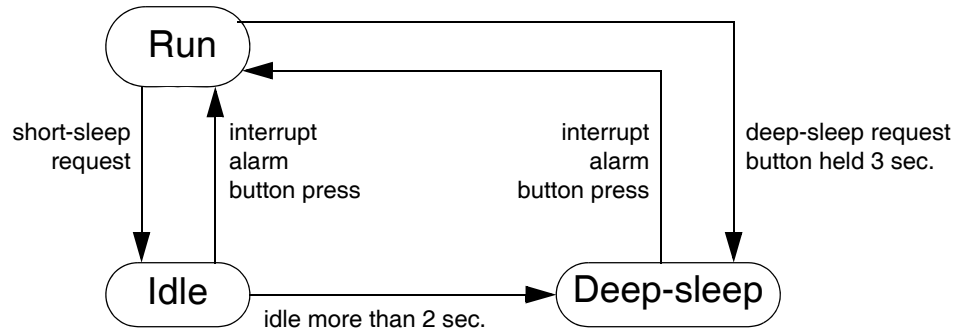 Run
short-sleep
request
interrupt
alarm
button press
interrupt
alarm
button press
deep-sleep request
button held 3 sec.
Idle
Deep-sleep
idle more than 2 sec.